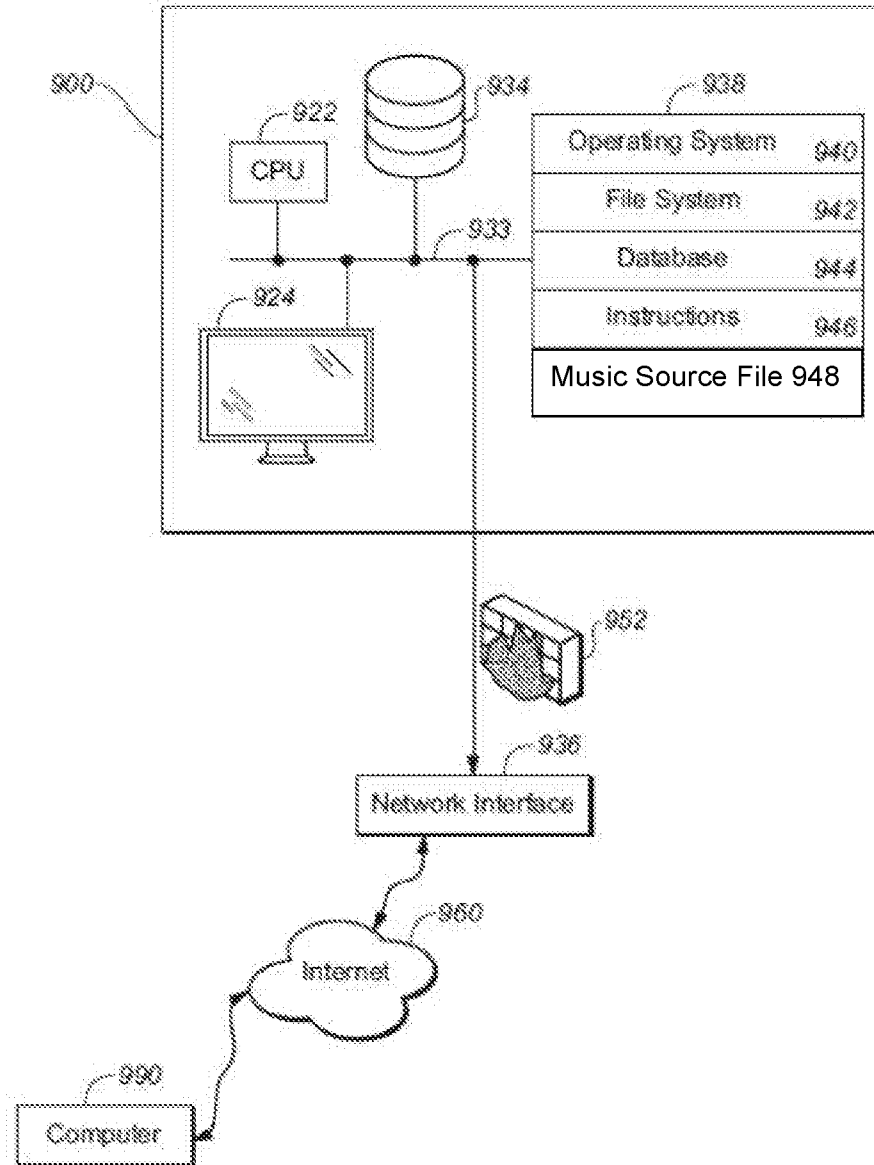 900
922
CPU
934
938
Operating System 940
File System 942
Database 944
Instructions 946
Music Source File 948
933
924
952
936
Network Interface
960
Internet
990
Computer